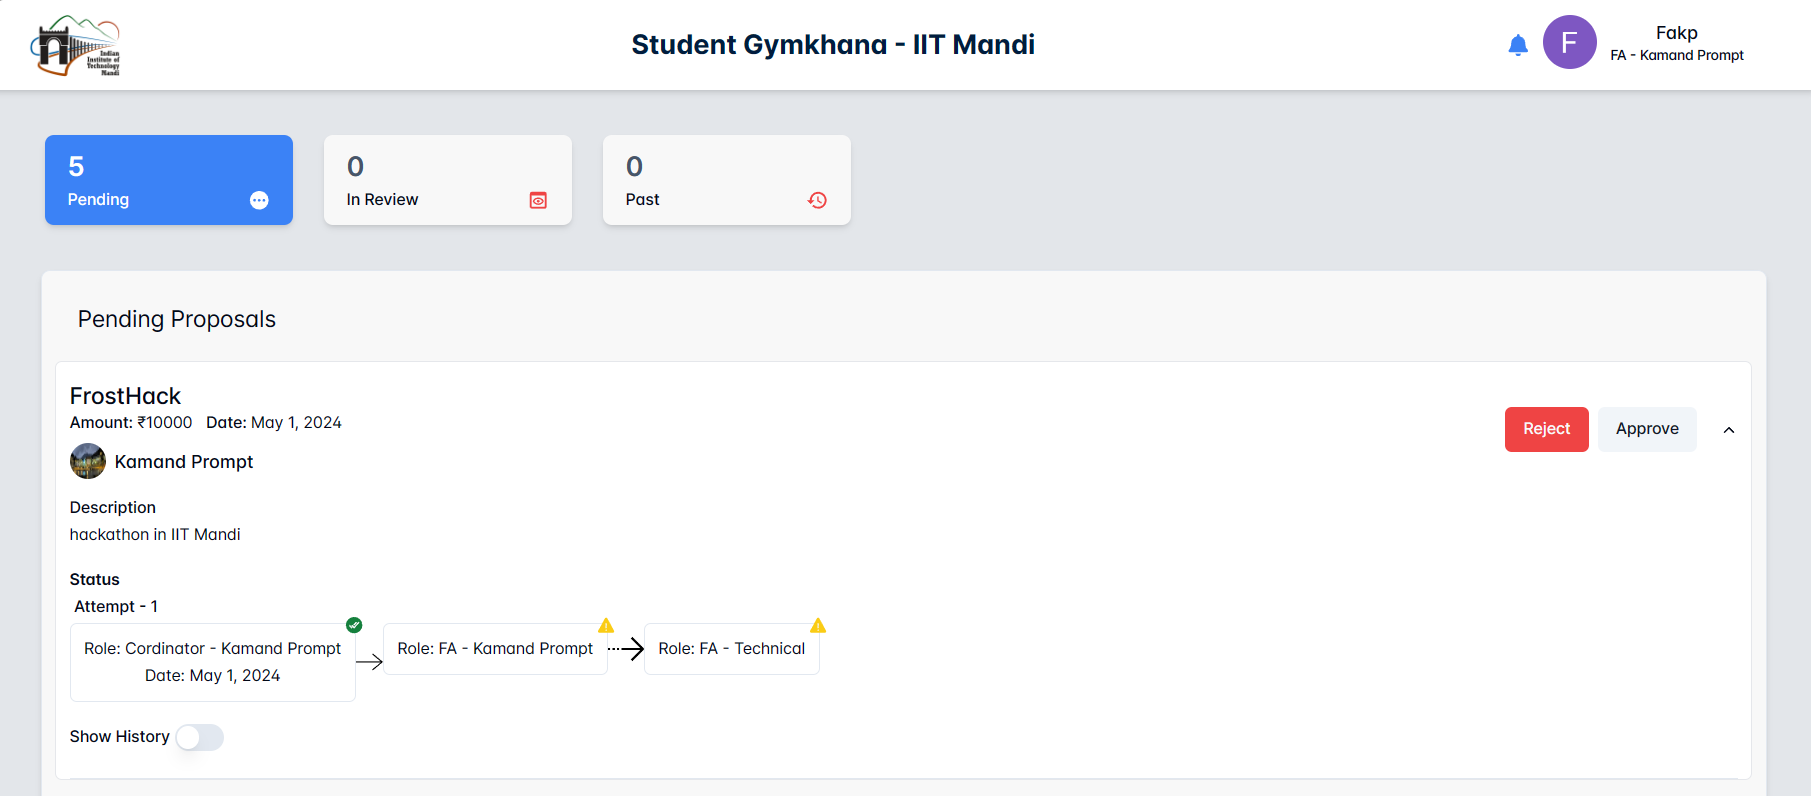 Indian
Institute of
Technology
Mandi
Student Gymkhana - IIT Mandi
F
Fakp
FA - Kamand Prompt
5
Pending
0
In Review
0
Past
Pending Proposals
FrostHack
Amount: ₹10000 Date: May 1, 2024
Reject
Approve
Kamand Prompt
Description
hackathon in IIT Mandi
Status
Attempt - 1
Role: Cordinator - Kamand Prompt
Date: May 1, 2024
Role: FA - Kamand Prompt
Role: FA - Technical
Show History